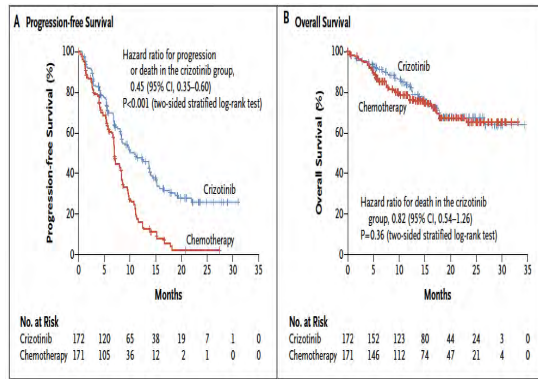 A Progression-free Survival
Progression-free Survival (%)
100
80
60
40
20
0
Hazard ratio for progression
or death in the crizotinib group,
0.45 (95% CI, 0.35–0.60)
P<0.001 (two-sided stratified log-rank test)
Crizotinib
Chemotherapy
0 5 10 15 20 25 30 35
Months
No. at Risk
Crizotinib 172 120 65 38 19 7 1 0
Chemotherapy 171 105 36 12 2 1 0 0
B Overall Survival
Overall Survival (%)
100
80
60
40
20
0
Crizotinib
Chemotherapy
Hazard ratio for death in the crizotinib
group, 0.82 (95% CI, 0.54–1.26)
P=0.36 (two-sided stratified log-rank test)
0 5 10 15 20 25 30 35
Months
172 152 123 80 44 24 3 0
171 146 112 74 47 21 4 0